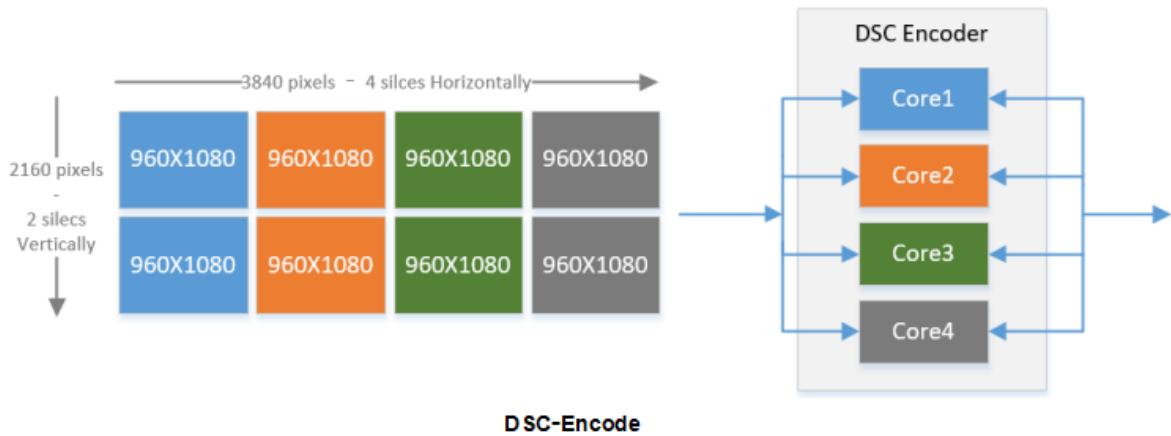 DSC Encoder
3840 pixels - 4 silces Horizontally
2160 pixels
-
2 silecs
Vertically
960X1080 960X1080 960X1080 960X1080
960X1080 960X1080 960X1080 960X1080
Core1
Core2
Core3
Core4
DSC-Encode